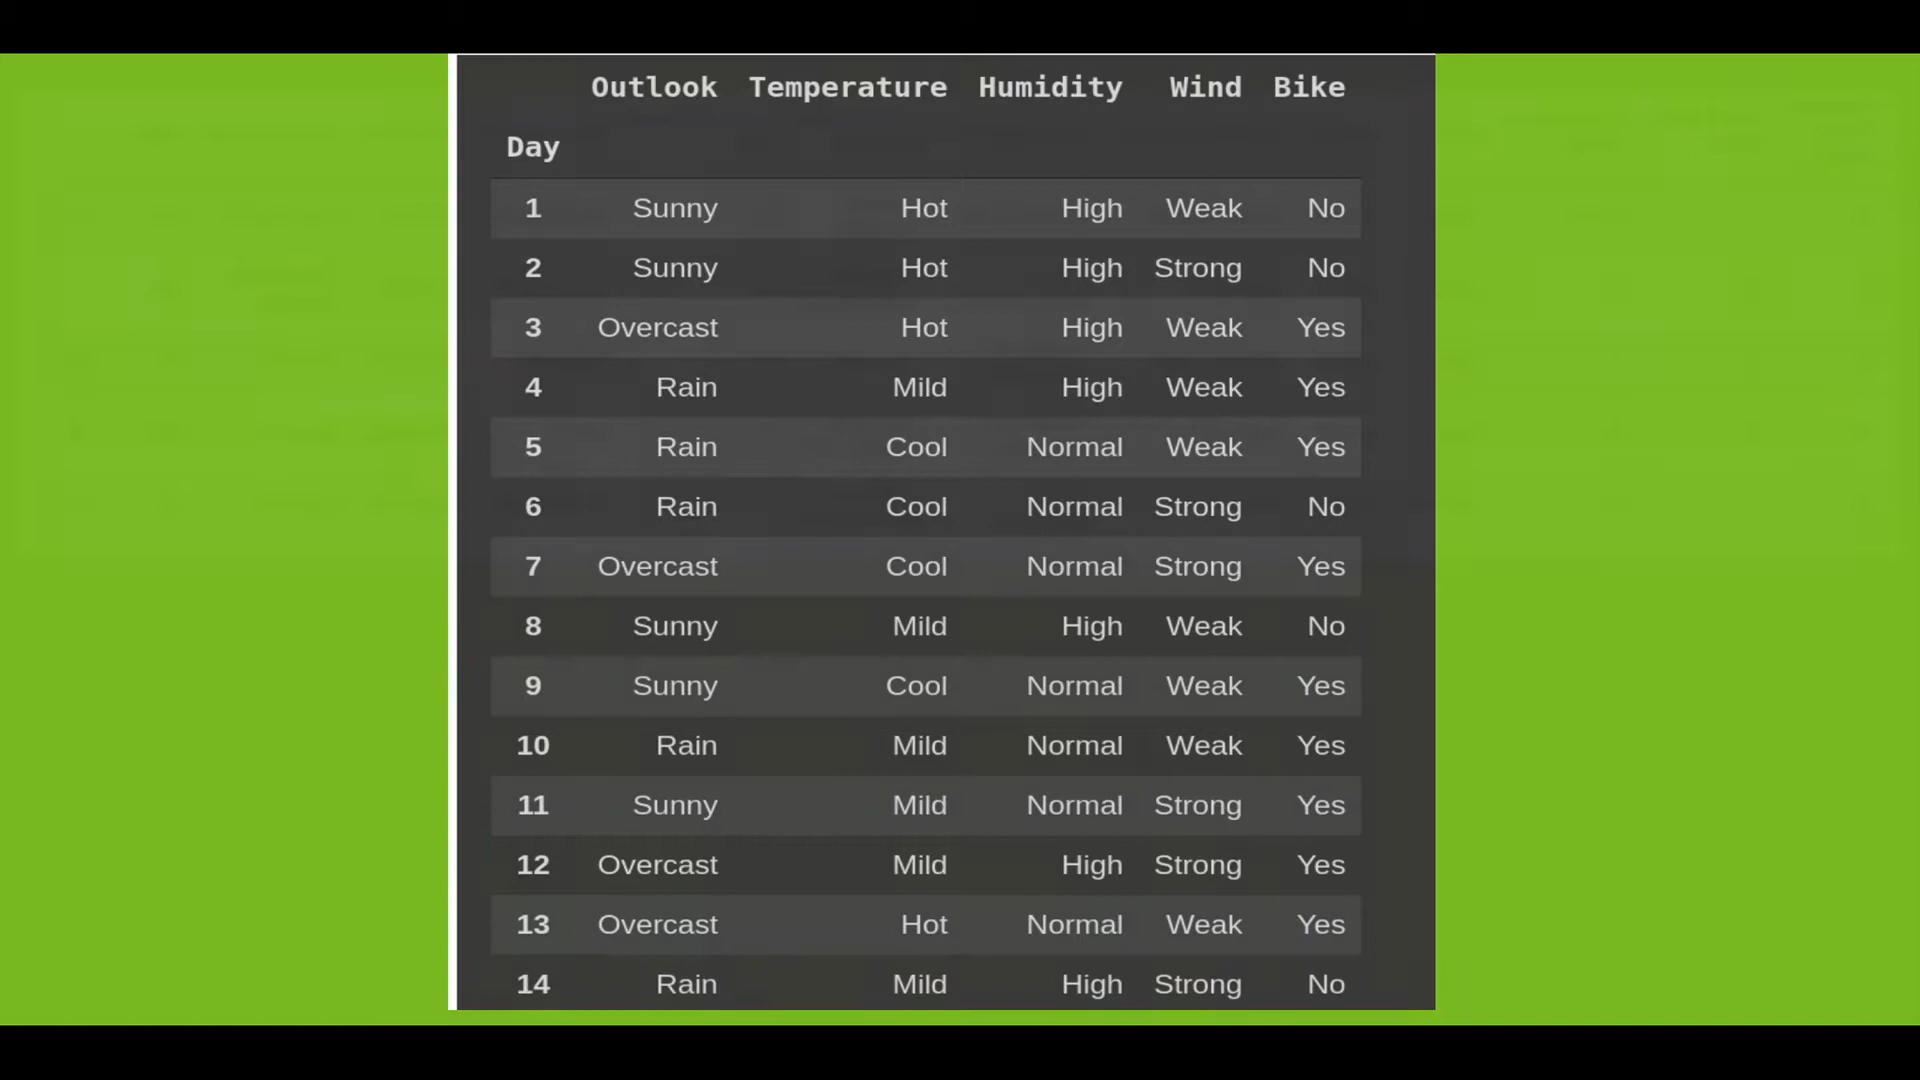 Outlook Temperature Humidity Wind Bike
Day
1 Sunny Hot High Weak No
2 Sunny Hot High Strong No
3 Overcast Hot High Weak Yes
4 Rain Mild High Weak Yes
5 Rain Cool Normal Weak Yes
6 Rain Cool Normal Strong No
7 Overcast Cool Normal Strong Yes
8 Sunny Mild High Weak No
9 Sunny Cool Normal Weak Yes
10 Rain Mild Normal Weak Yes
11 Sunny Mild Normal Strong Yes
12 Overcast Mild High Strong Yes
13 Overcast Hot Normal Weak Yes
14 Rain Mild High Strong No